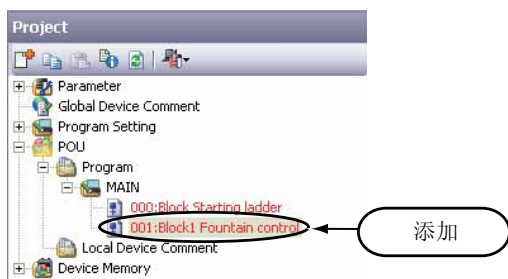 Project
Parameter
Global Device Comment
Program Setting
POU
Program
MAIN
000:Block Starting ladder
001:Block1 Fountain control
添加
Local Device Comment
Device Memory